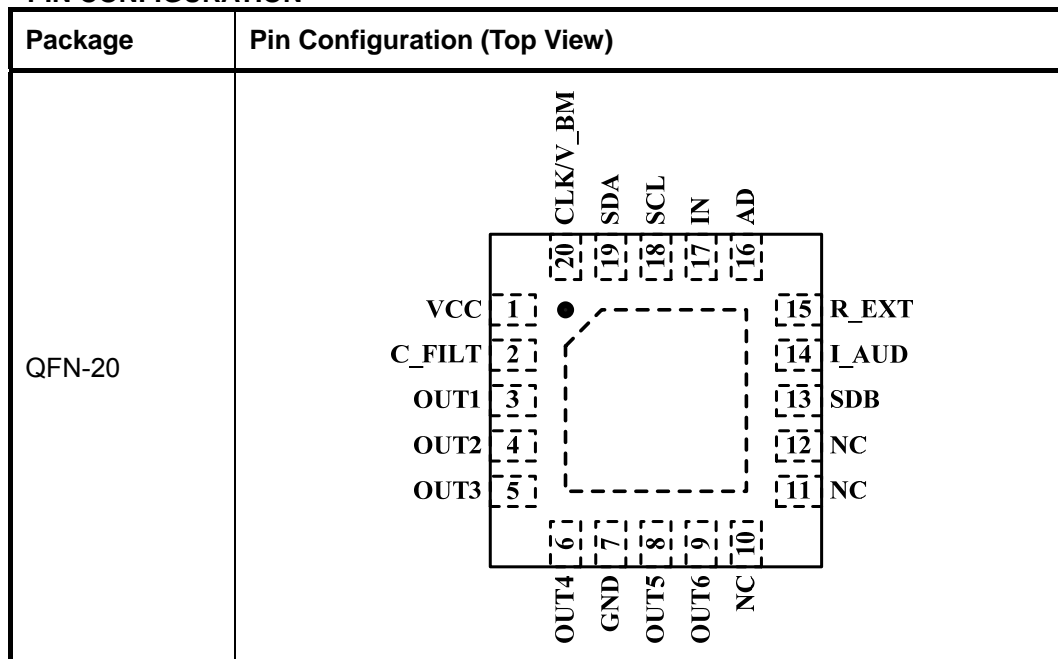 PIN CONFIGURATION
Package
Pin Configuration (Top View)
QFN-20
20 CLK/V_BM
19 SDA
18 SCL
17 IN
16 AD
VCC 1
C_FILT 2
OUT1 3
OUT2 4
OUT3 5
15 R_EXT
14 I_AUD
13 SDB
12 NC
11 NC
OUT4 6
GND 7
OUT5 8
OUT6 9
NC 10